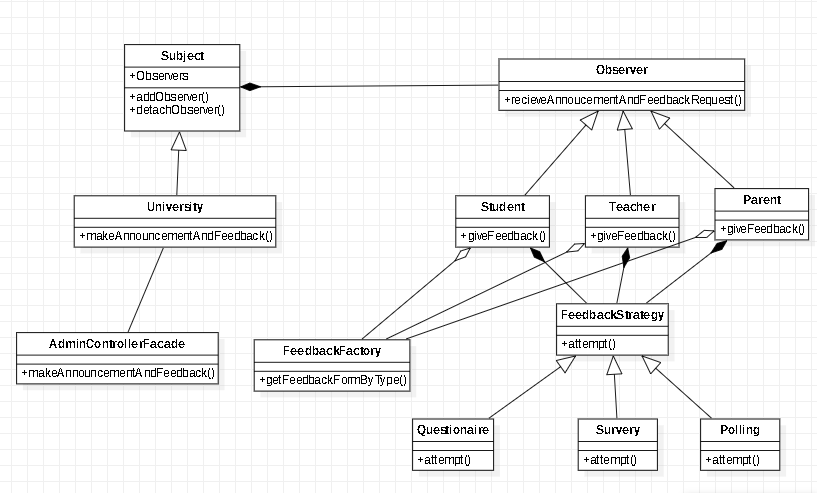 Subject
+Observers
+addObserver()
+detachObserver()
Observer
+recieveAnnoucementAndFeedbackRequest()
University
+makeAnnouncementAndFeedback()
Student
+giveFeedback()
Teacher
+giveFeedback()
Parent
+giveFeedback()
AdminControllerFacade
+makeAnnouncementAndFeedback()
FeedbackFactory
+getFeedbackFormByType()
FeedbackStrategy
+attempt()
Questionaire
+attempt()
Survery
+attempt()
Polling
+attempt()